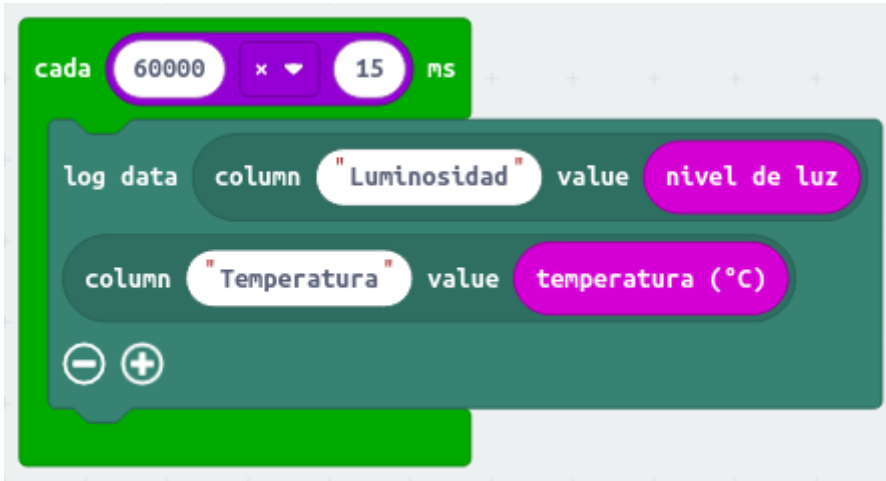 cada 60000 × 15 ms
log data column "Luminosidad" value nivel de luz
column "Temperatura" value temperatura (°C)